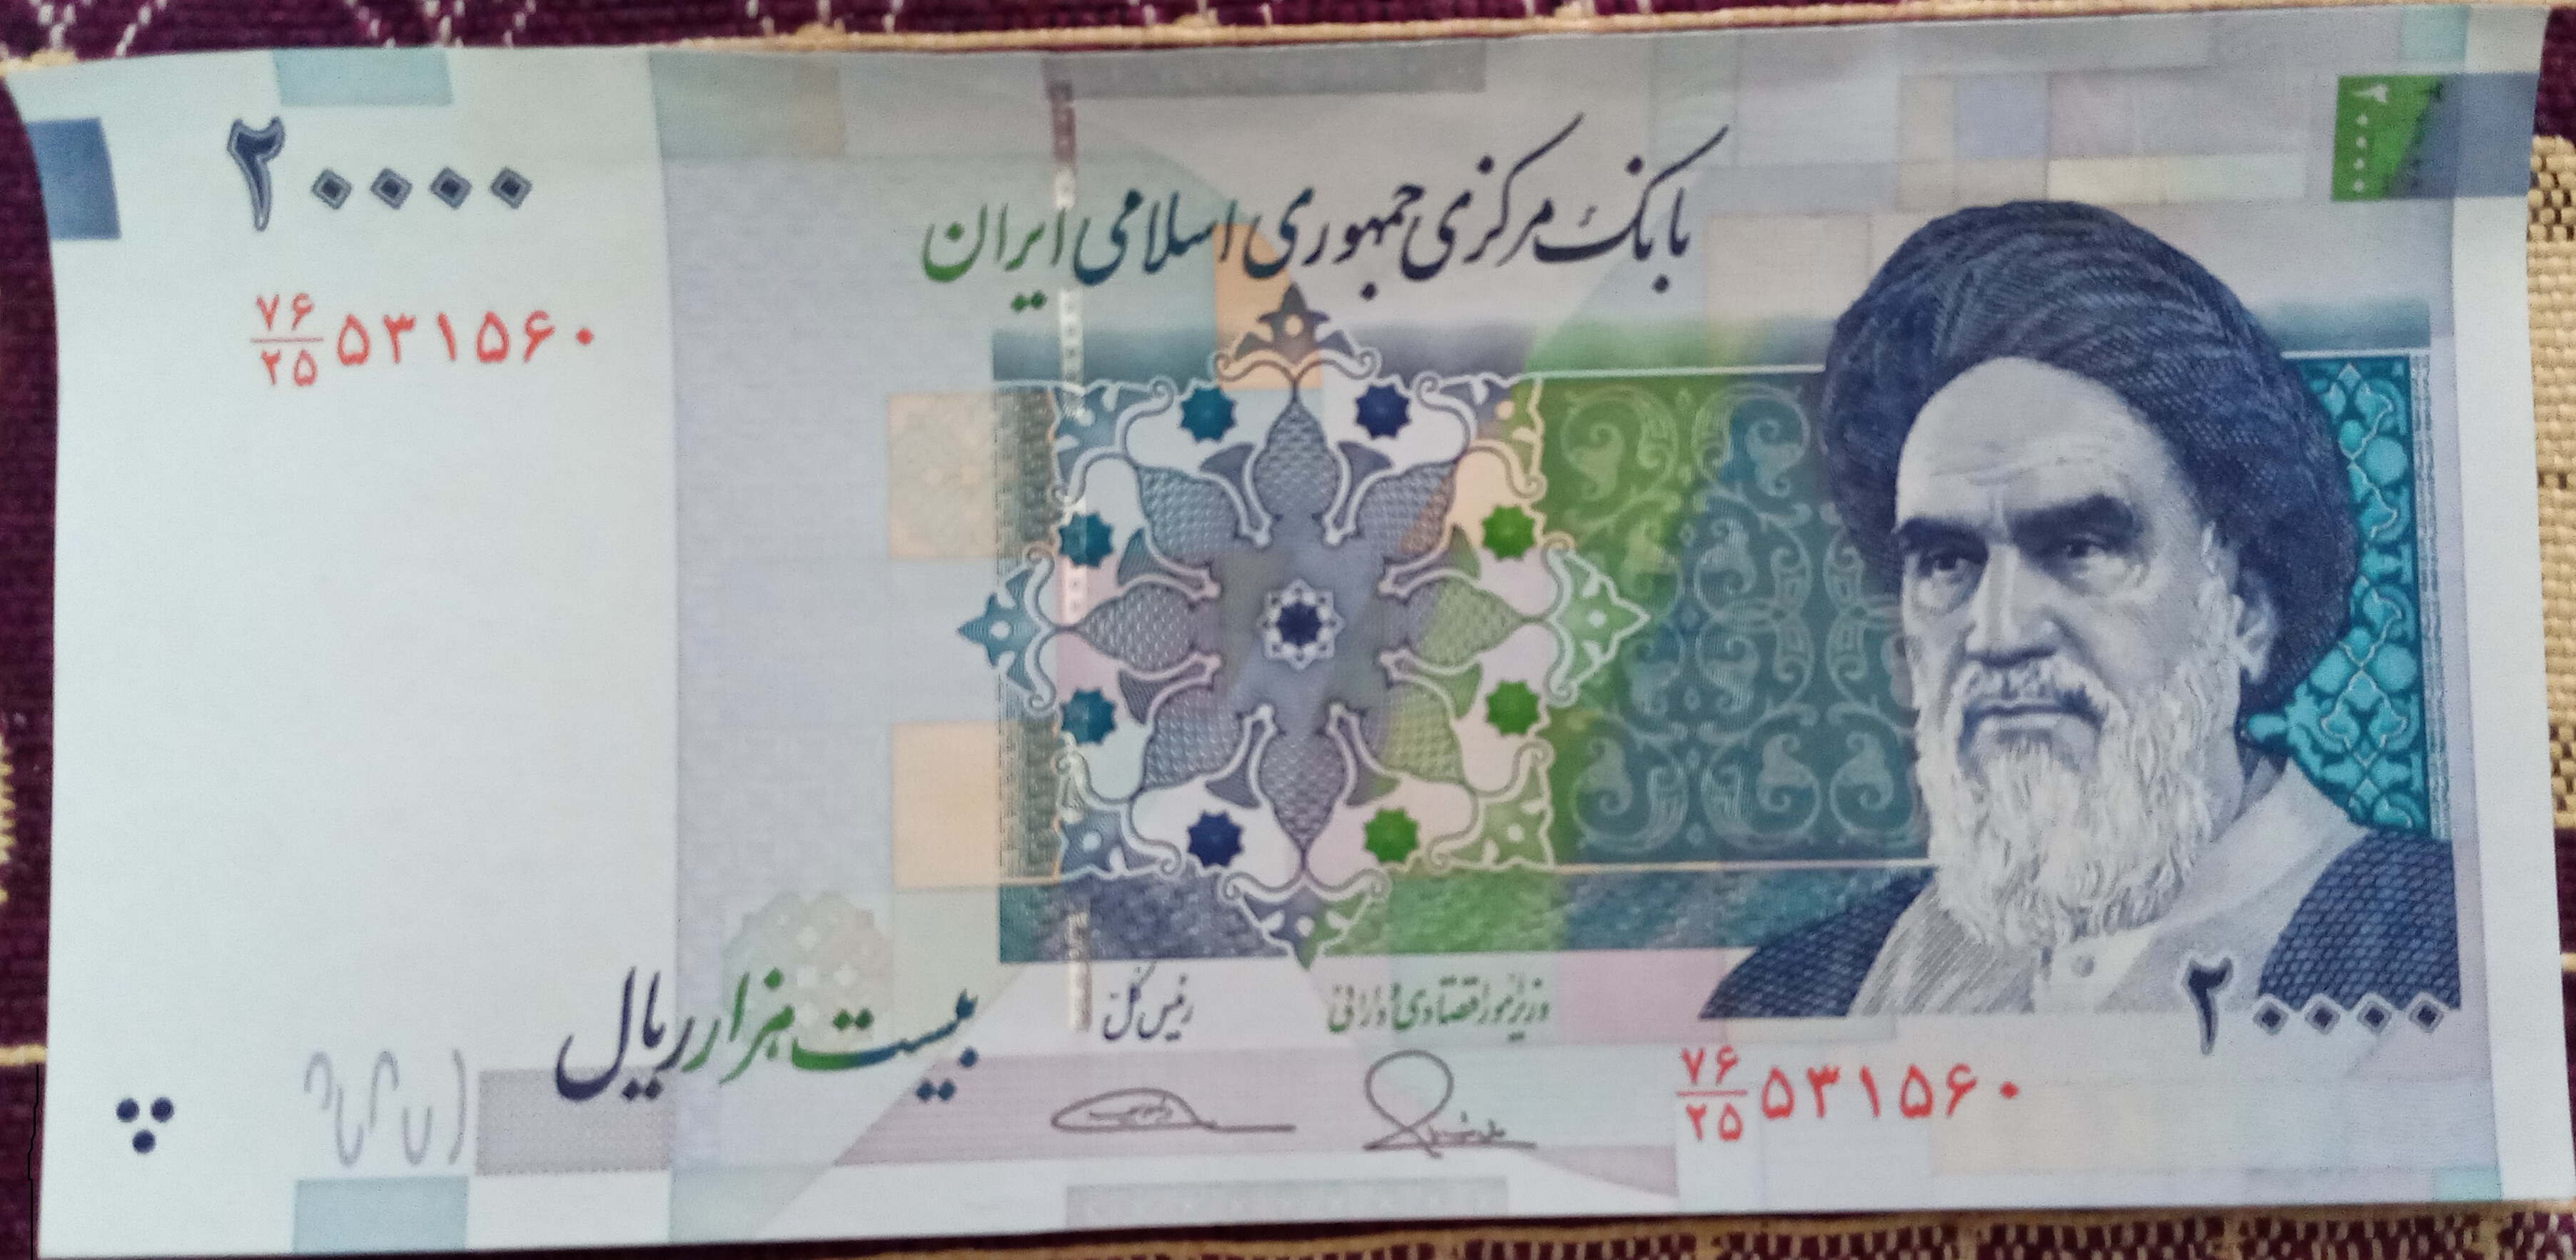 ۲۰۰۰۰
۲۰۰۰۰
بانک مرکزی جمهوری اسلامی ایران
۷۶/۲۵ ۵۳۱۵۶۰
بیست هزار ریال
رئیس کل
وزیر امور اقتصادی و دارائی
۲۰۰۰۰
۷۶/۲۵ ۵۳۱۵۶۰